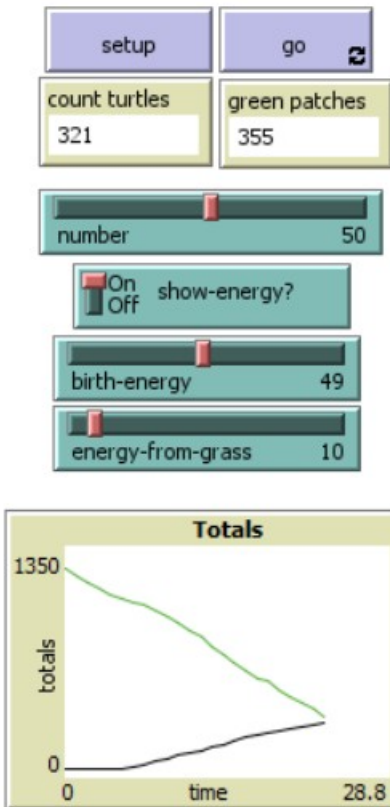 setup
go
count turtles
321
green patches
355
number 50
On
Off
show-energy?
birth-energy 49
energy-from-grass 10
Totals
1350
totals
0
0 time 28.8